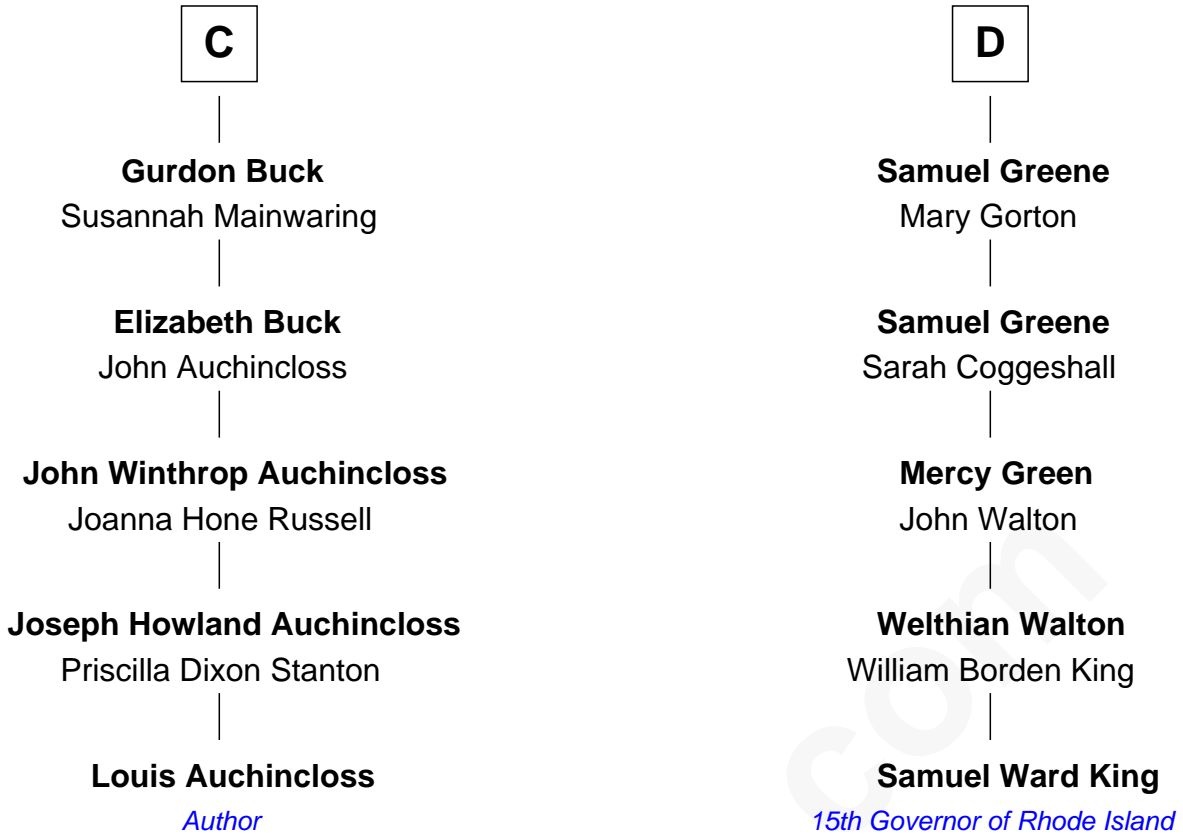 C
Gurdon Buck
Susannah Mainwaring
Elizabeth Buck
John Auchincloss
John Winthrop Auchincloss
Joanna Hone Russell
Joseph Howland Auchincloss
Priscilla Dixon Stanton
Louis Auchincloss
Author
D
Samuel Greene
Mary Gorton
Samuel Greene
Sarah Coggeshall
Mercy Green
John Walton
Welthian Walton
William Borden King
Samuel Ward King
15th Governor of Rhode Island
com